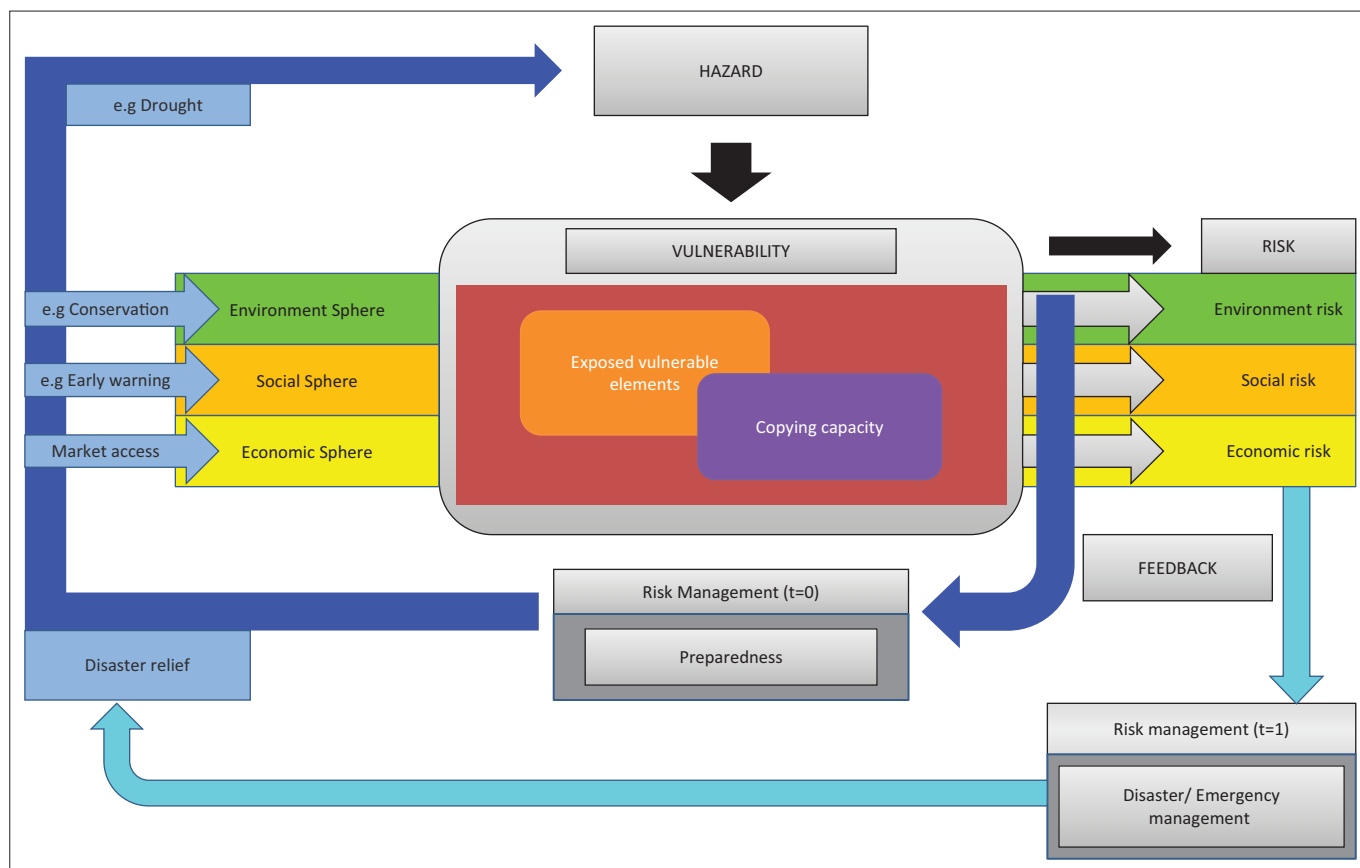 HAZARD
e.g Drought
VULNERABILITY
RISK
e.g Conservation
Environment Sphere
Environment risk
Exposed vulnerable
elements
e.g Early warning
Social Sphere
Social risk
Copying capacity
Market access
Economic Sphere
Economic risk
FEEDBACK
Risk Management (t=0)
Preparedness
Disaster relief
Risk management (t=1)
Disaster/ Emergency
management